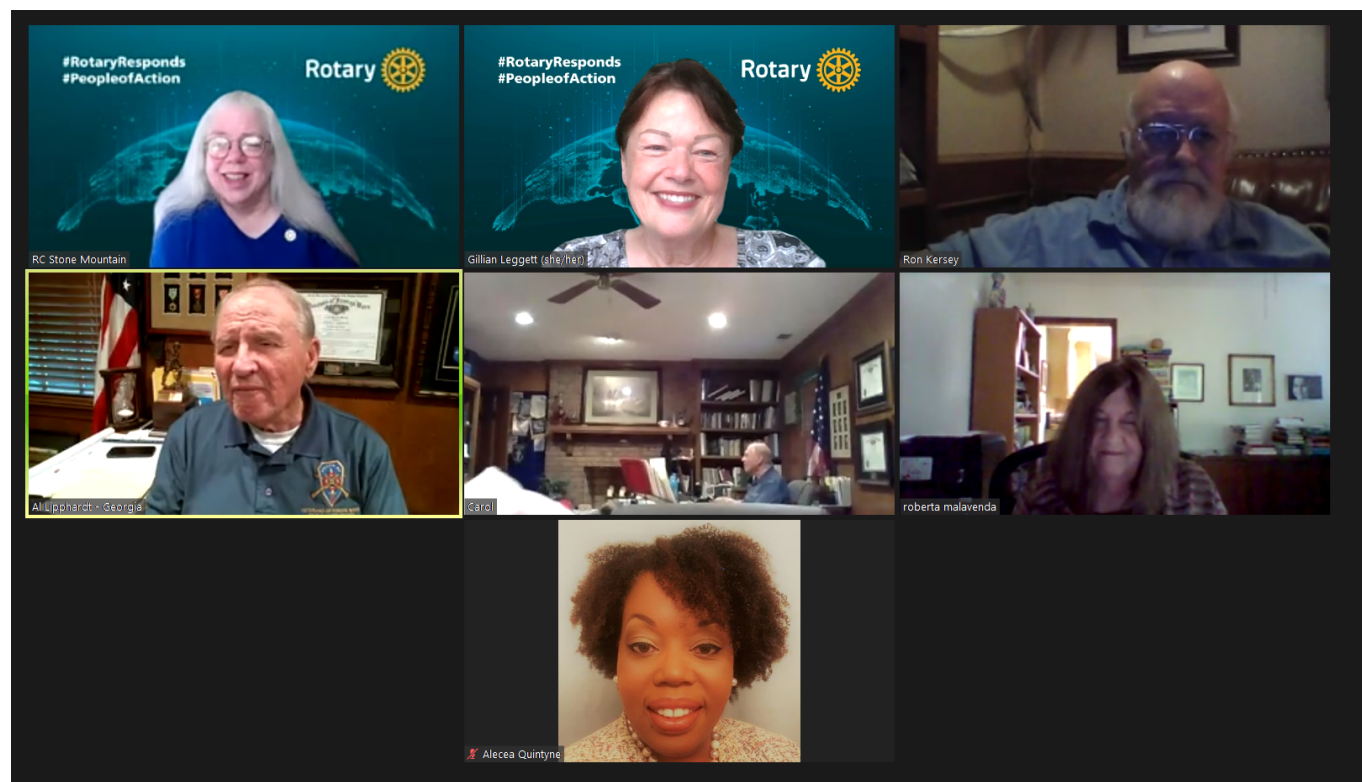 #RotaryResponds
#PeopleofAction
Rotary
RC Stone Mountain
#RotaryResponds
#PeopleofAction
Rotary
Gillian Leggett (she/her)
Ron Kersey
Al Lipphardt - Georgia
Carol
roberta malavenda
Alecea Quintyne